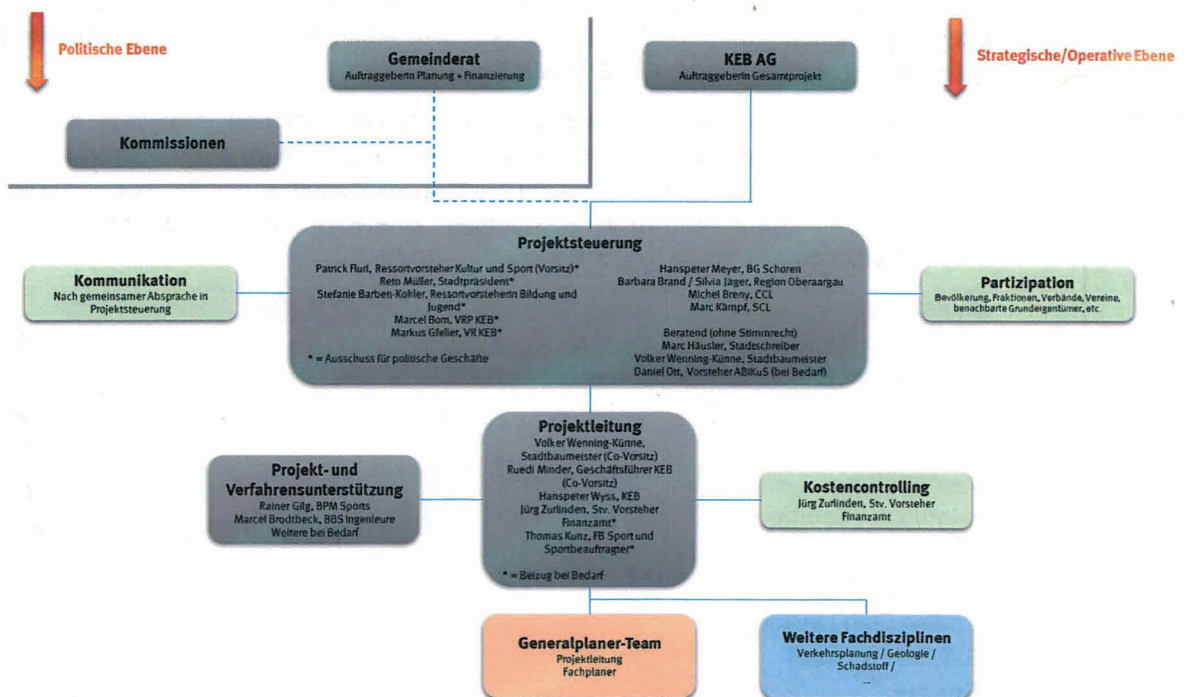 Politische Ebene
Gemeinderat
Auftraggeberin Planung + Finanzierung
KEB AG
Auftraggeberin Gesamtprojekt
Strategische/Operative Ebene
Kommissionen
Projektsteuerung
Patrick Flurl, Ressortvorsteher Kultur und Sport (Vorsitz)*
Reto Müller, Stadtpräsident*
Stefanie Barben-Kohler, Ressortvorsteherin Bildung und
Jugend*
Marcel Bom, VRP KEB*
Markus Gfeller, VR KEB*
* = Ausschuss für politische Geschäfte
Hanspeter Meyer, BG Schoren
Barbara Brand / Silvia Jäger, Region Oberaargau
Michel Breny, CCL
Marc Kämpf, SCL
Beratend (ohne Stimmrecht)
Marc Häusler, Stadtschreiber
Volker Wenning-Künne, Stadtbaumeister
Daniel Ott, Vorsteher ABiKuS (bei Bedarf)
Kommunikation
Nach gemeinsamer Absprache in
Projektsteuerung
Partizipation
Bevölkerung, Fraktionen, Verbände, Vereine,
benachbarte Grundeigentümer, etc.
Projektleitung
Volker Wenning-Künne,
Stadtbaumeister (Co-Vorsitz)
Ruedi Minder, Geschäftsführer KEB
(Co-Vorsitz)
Hanspeter Wyss, KEB
Jürg Zurlinden, Stv. Vorsteher
Finanzamt*
Thomas Kunz, FB Sport und
Sportbeauftragter*
* = Beizug bei Bedarf
Projekt- und
Verfahrensunterstützung
Rainer Gilg, BPM Sports
Marcel Brodtbeck, BBS Ingenieure
Weitere bei Bedarf
Kostencontrolling
Jürg Zurlinden, Stv. Vorsteher
Finanzamt
Generalplaner-Team
Projektleitung
Fachplaner
Weitere Fachdisziplinen
Verkehrsplanung / Geologie /
Schadstoff /
...